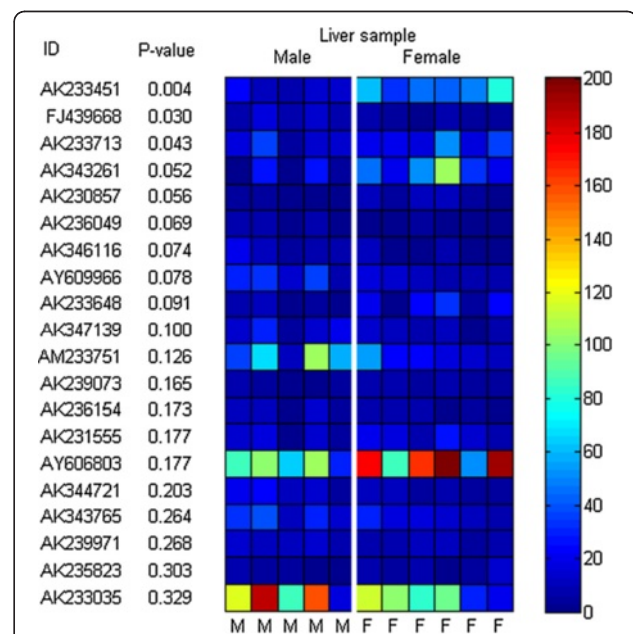 Liver sample
ID P-value Male Female
AK233451 0.004
FJ439668 0.030
AK233713 0.043
AK343261 0.052
AK230857 0.056
AK236049 0.069
AK346116 0.074
AY609966 0.078
AK233648 0.091
AK347139 0.100
AM233751 0.126
AK239073 0.165
AK236154 0.173
AK231555 0.177
AY606803 0.177
AK344721 0.203
AK343765 0.264
AK239971 0.268
AK235823 0.303
AK233035 0.329
M M M M M F F F F F F
200
180
160
140
120
100
80
60
40
20
0